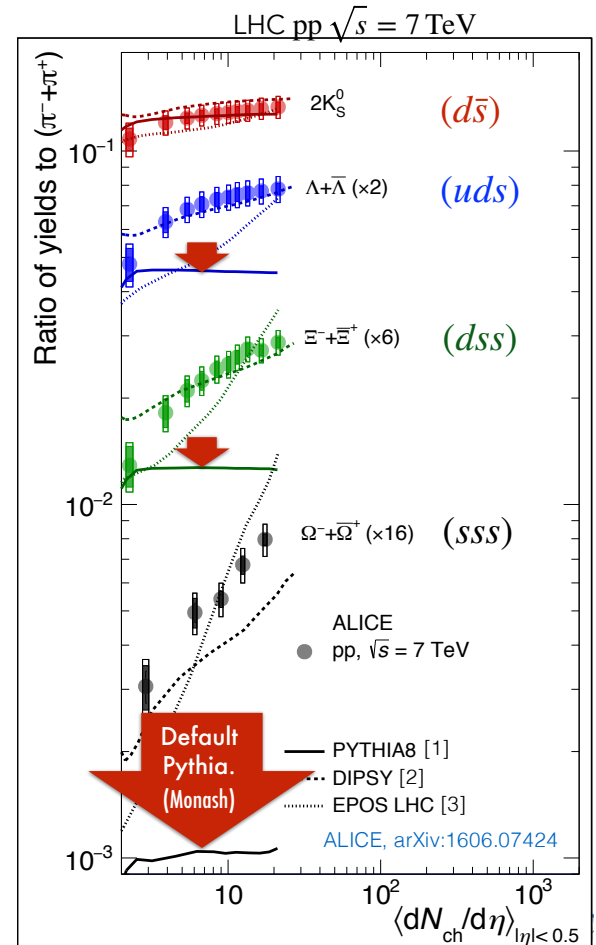 LHC pp √s = 7 TeV
Ratio of yields to (π⁻+π⁺)
10⁻¹
10⁻²
10⁻³
2K⁰_S
(ds̄)
Λ+Λ̅ (×2)
(uds)
Ξ⁻+Ξ̅⁺ (×6)
(dss)
Ω⁻+Ω̅⁺ (×16)
(sss)
ALICE
pp, √s = 7 TeV
Default
Pythia.
(Monash)
PYTHIA8 [1]
DIPSY [2]
EPOS LHC [3]
ALICE, arXiv:1606.07424
10 10² 10³
⟨dN_ch/dη⟩_|η|< 0.5